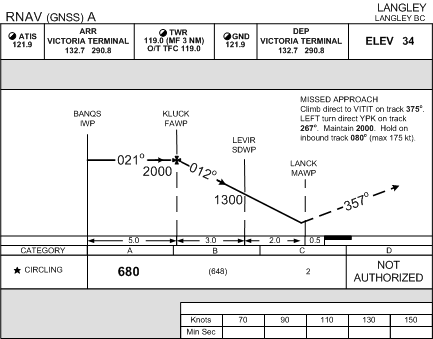 RNAV (GNSS) A
LANGLEY
LANGLEY BC
ATIS
121.9
ARR
VICTORIA TERMINAL
132.7 290.8
TWR
119.0 (MF 3 NM)
O/T TFC 119.0
GND
121.9
DEP
VICTORIA TERMINAL
132.7 290.8
ELEV 34
MISSED APPROACH
Climb direct to VITIT on track 375°.
LEFT turn direct YPK on track
267°. Maintain 2000. Hold on
inbound track 080° (max 175 kt).
BANQS
IWP
KLUCK
FAWP
LEVIR
SDWP
LANCK
MAWP
021°
2000
012°
1300
357°
5.0
3.0
2.0
0.5
CATEGORY A B C D
★ CIRCLING 680 (648) 2 NOT
AUTHORIZED
Knots 70 90 110 130 150
Min Sec